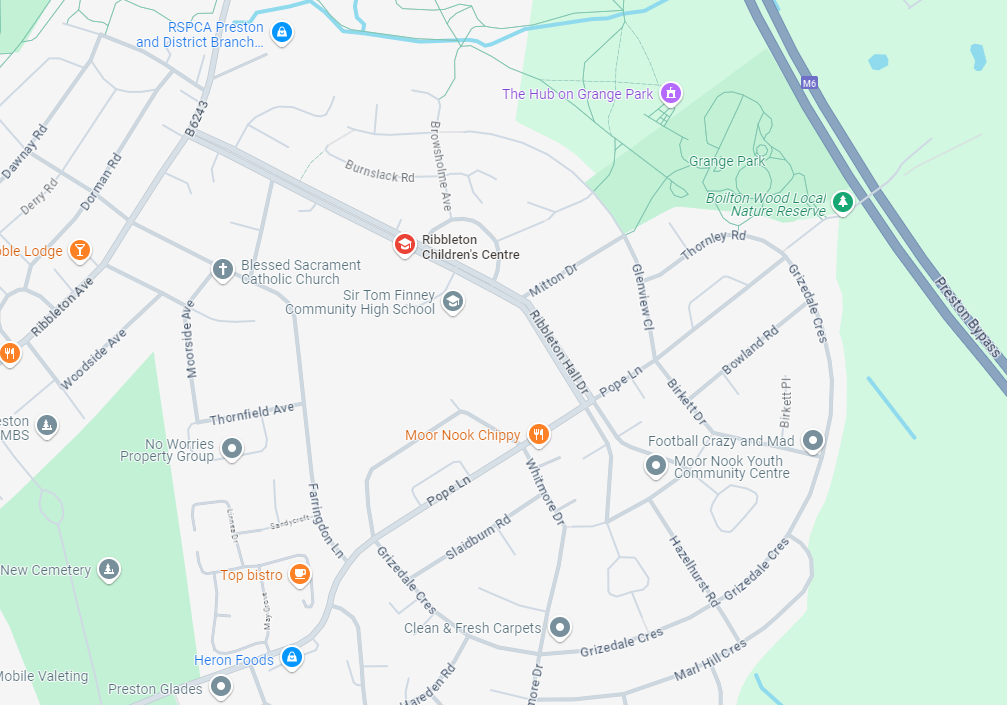 RSPCA Preston
and District Branch...
M6
The Hub on Grange Park
B6243
Dawnay Rd
Browsholme Ave
Dorman Rd
Burnslack Rd
Grange Park
Derry Rd
Boilton Wood Local
Nature Reserve
Ribbleton
Children's Centre
Thornley Rd
ble Lodge
Blessed Sacrament
Catholic Church
Mitton Dr
Glenview Cl
Grizedale Cres
Preston Bypass
Sir Tom Finney
Community High School
Ribbleton Ave
Moorside Ave
Woodside Ave
Ribbleton Hall Dr
Bowland Rd
Pope Ln
Birkett Dr
Birkett Pl
Thornfield Ave
eston
MBS
No Worries
Property Group
Moor Nook Chippy
Football Crazy and Mad
Moor Nook Youth
Community Centre
Pope Ln
Whitmore Dr
Farringdon Ln
Linnea Dr
Sandycroft
Slaidburn Rd
New Cemetery
Top bistro
Grizedale Cres
Hazelhurst Rd
Grizedale Cres
Clean & Fresh Carpets
Grizedale Cres
Marl Hill Cres
Heron Foods
Mobile Valeting
Preston Glades
Hareden Rd
more Dr